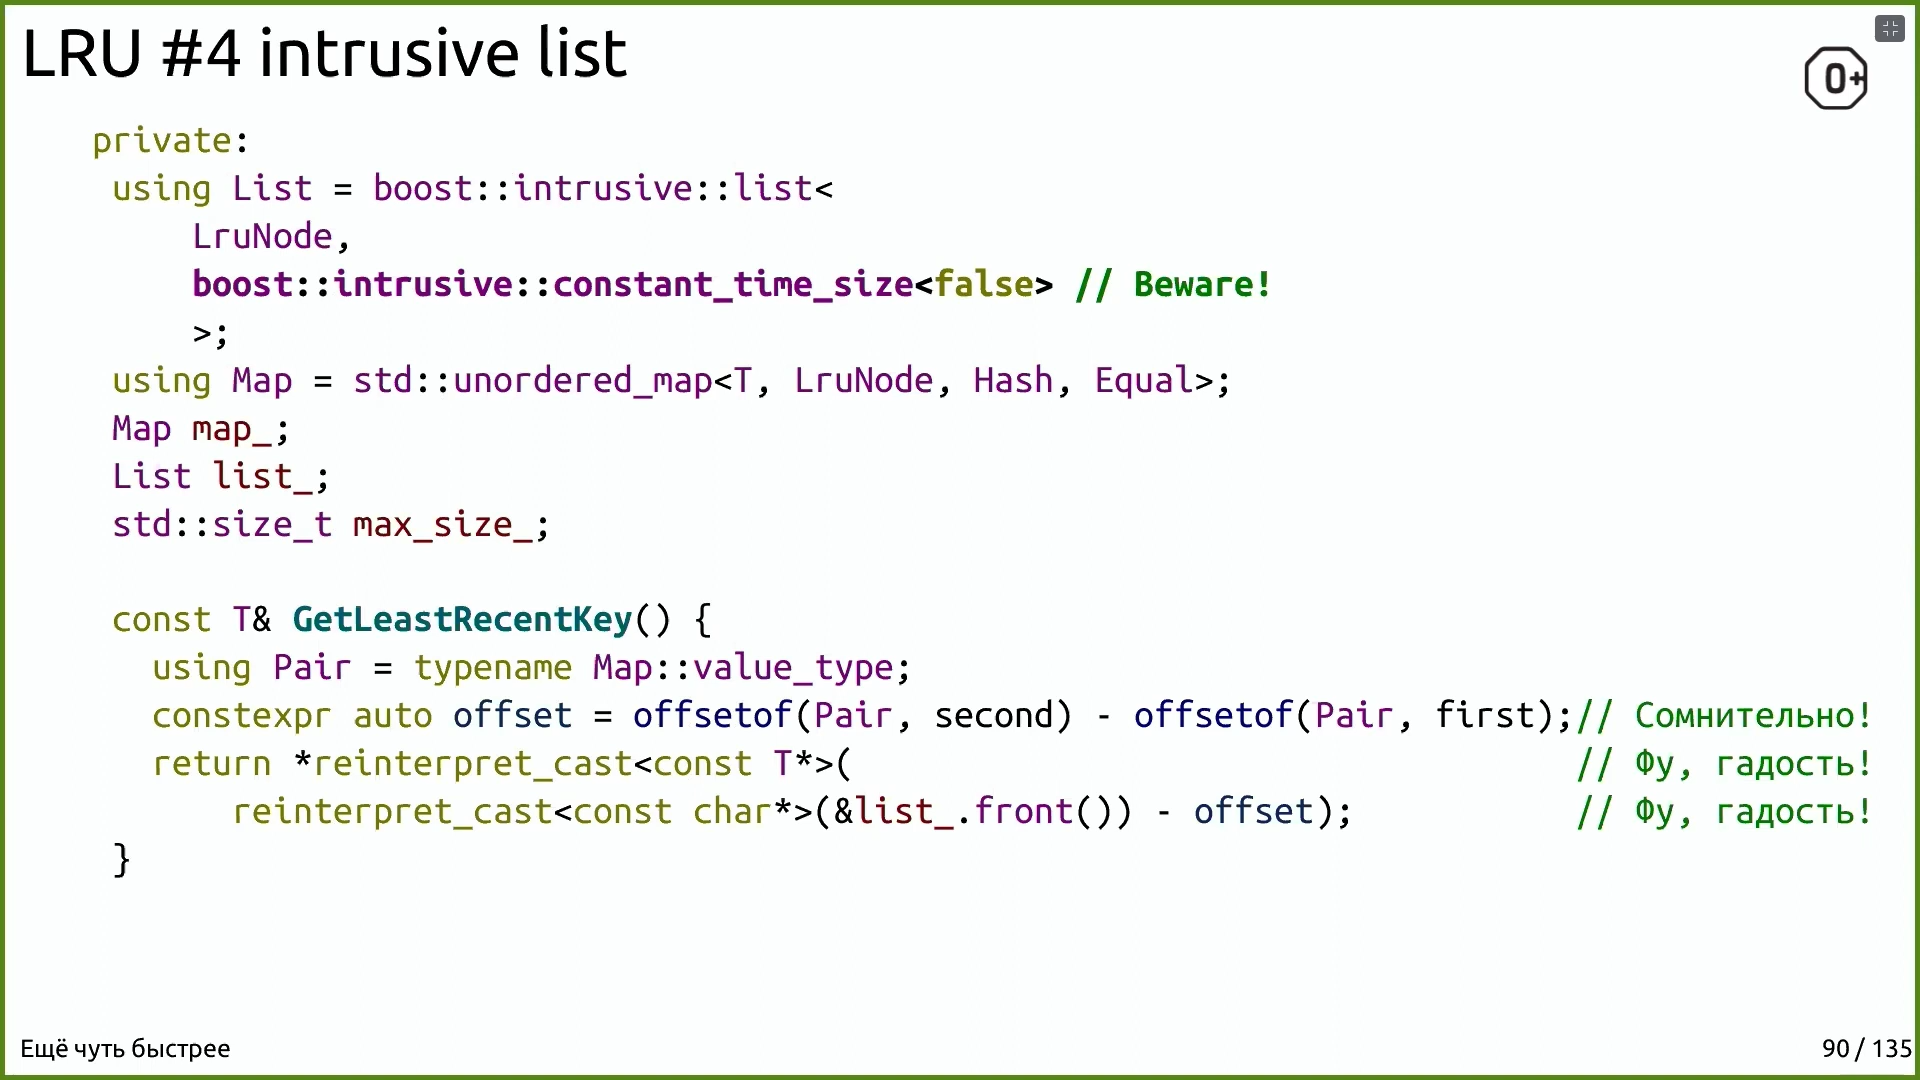 LRU #4 intrusive list
0+
private:
using List = boost::intrusive::list<
LruNode,
boost::intrusive::constant_time_size<false> // Beware!
>;
using Map = std::unordered_map<T, LruNode, Hash, Equal>;
Map map_;
List list_;
std::size_t max_size_;
const T& GetLeastRecentKey() {
using Pair = typename Map::value_type;
constexpr auto offset = offsetof(Pair, second) - offsetof(Pair, first);// Сомнительно!
return *reinterpret_cast<const T*>( // Фу, гадость!
reinterpret_cast<const char*>(&list_.front()) - offset); // Фу, гадость!
}
Ещё чуть быстрее
90 / 135